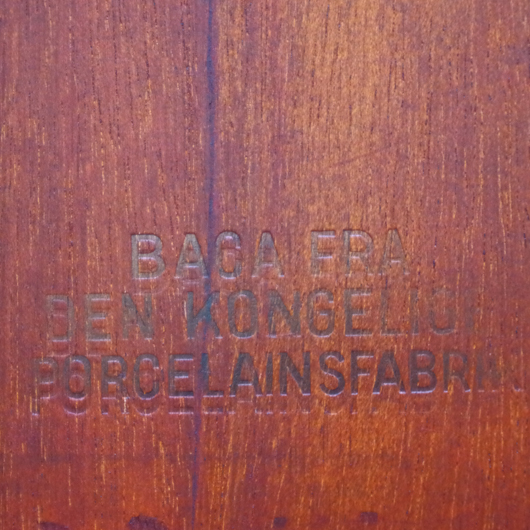 BACA FRA
DEN KONGELIG
PORCELAINSFABRI